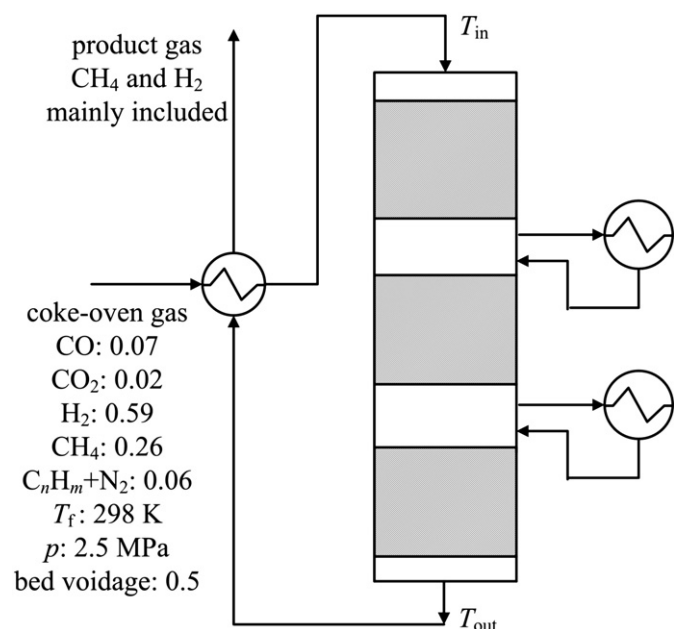 product gas
CH₄ and H₂
mainly included
T_in
coke-oven gas
CO: 0.07
CO₂: 0.02
H₂: 0.59
CH₄: 0.26
CₙHₘ+N₂: 0.06
T_f: 298 K
p: 2.5 MPa
bed voidage: 0.5
T_out